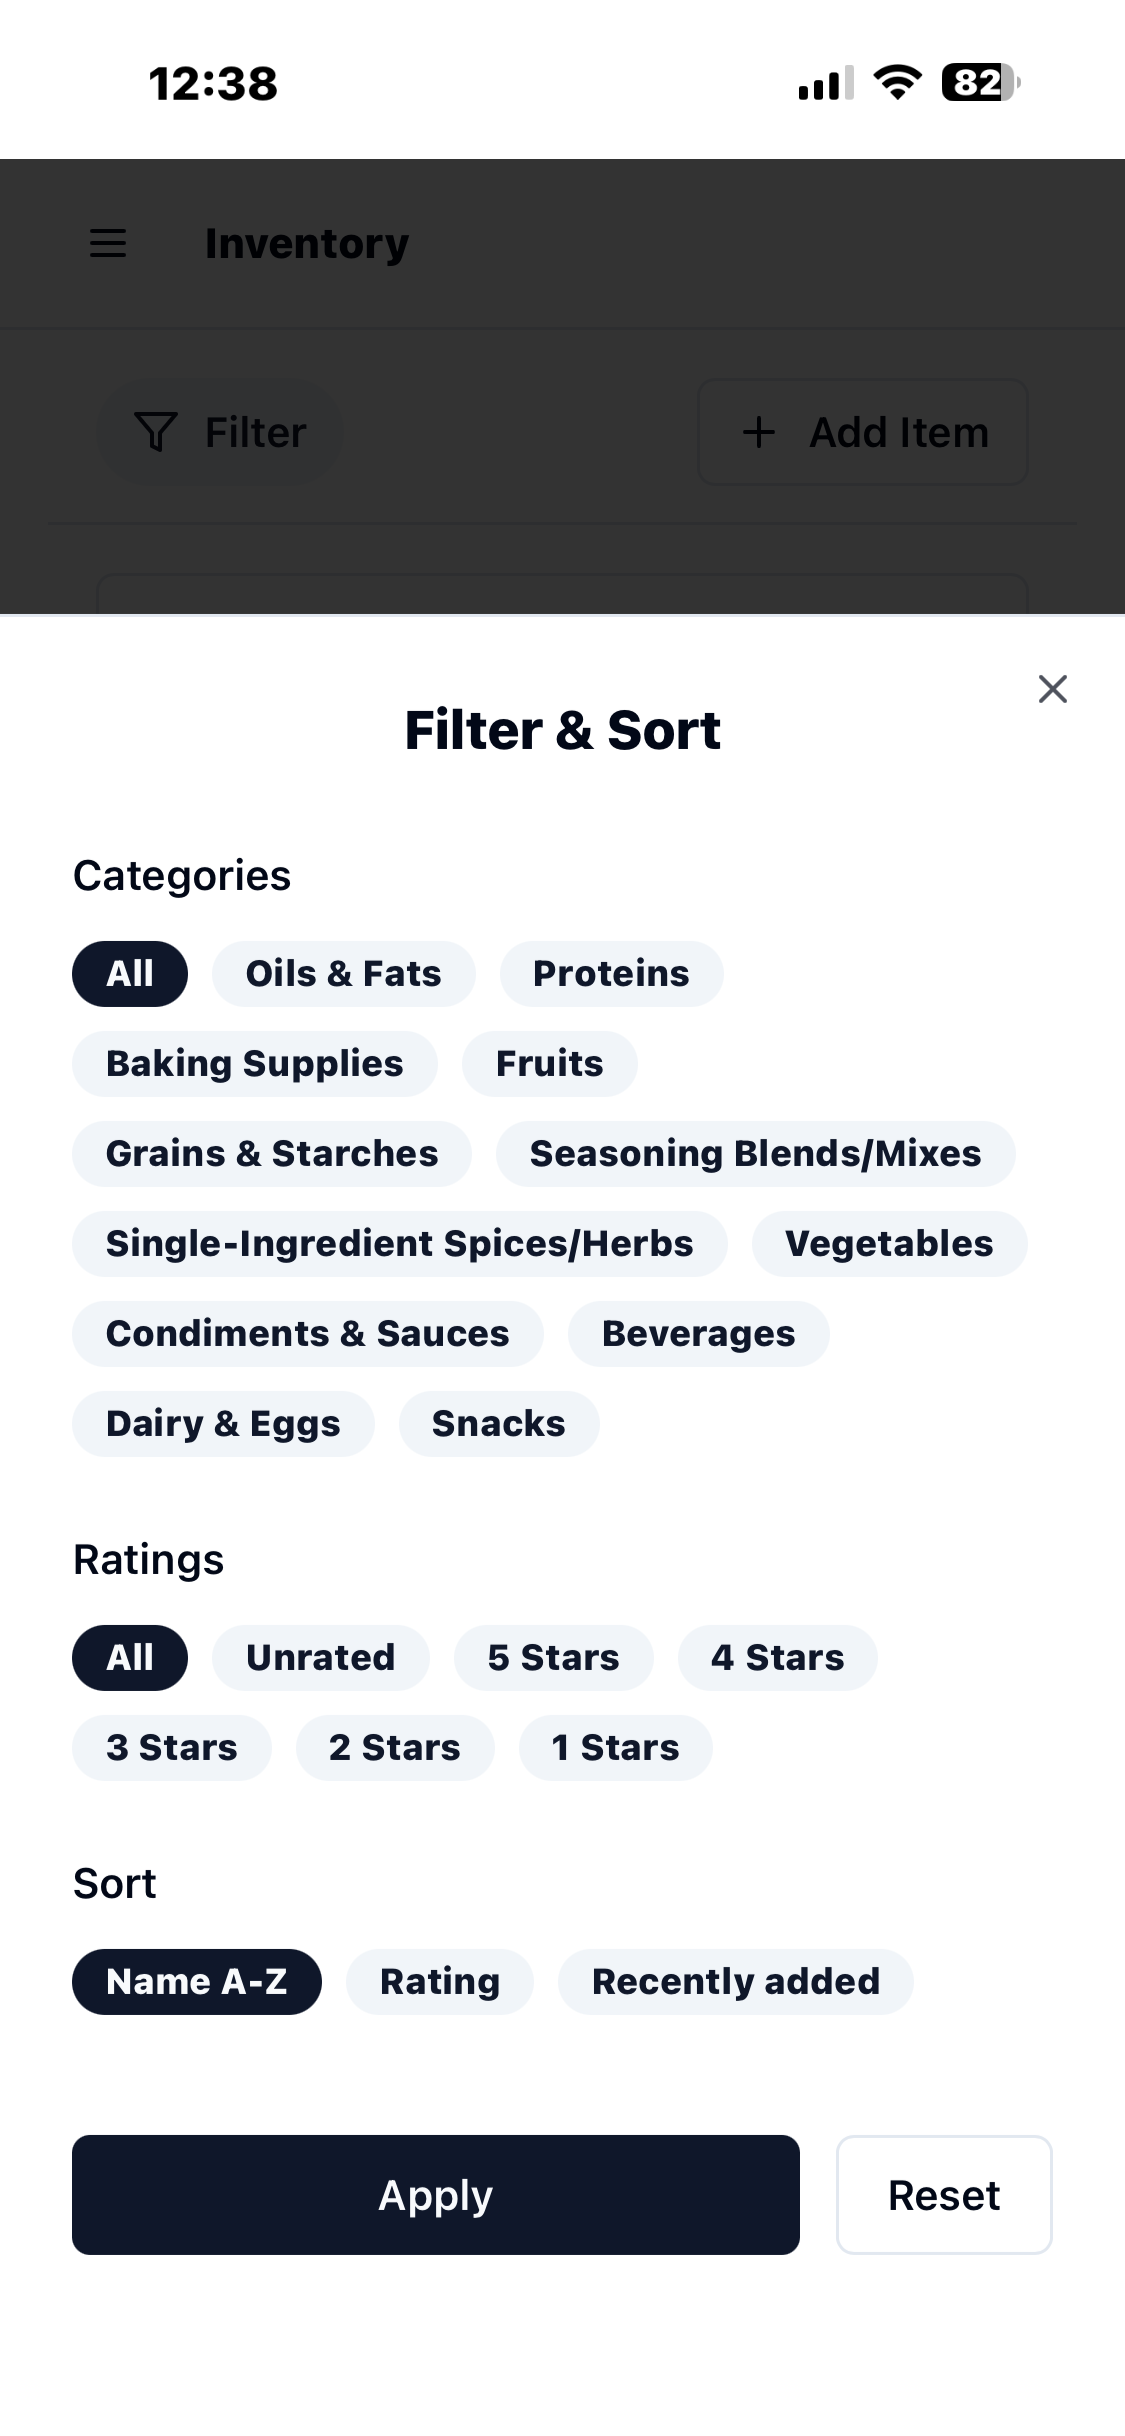 12:38 82
Inventory
Filter Add Item
Filter & Sort
Categories
All Oils & Fats Proteins
Baking Supplies Fruits
Grains & Starches Seasoning Blends/Mixes
Single-Ingredient Spices/Herbs Vegetables
Condiments & Sauces Beverages
Dairy & Eggs Snacks
Ratings
All Unrated 5 Stars 4 Stars
3 Stars 2 Stars 1 Stars
Sort
Name A-Z Rating Recently added
Apply Reset